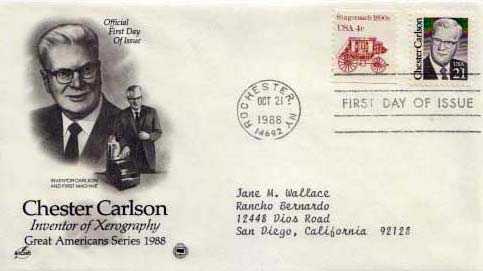 Official
First Day
Of Issue
INVENTOR CARLSON
AND FIRST MACHINE
Chester Carlson
Inventor of Xerography
Great Americans Series 1988
Stagecoach 1890s
USA 4c
Chester Carlson
USA
21
ROCHESTER, NY
OCT 21
1988
14692
FIRST DAY OF ISSUE
Jane M. Wallace
Rancho Bernardo
12448 Dios Road
San Diego, California 92128